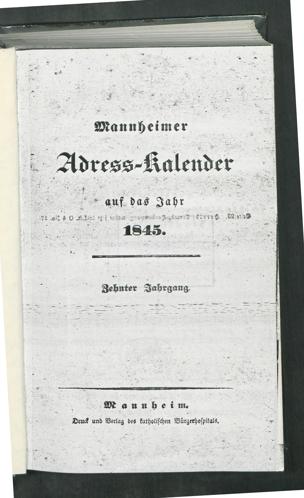 Mannheimer
Adress-Kalender
auf das Jahr
1845.
Zehnter Jahrgang.
Mannheim.
Druck und Verlag des katholischen Bürgerhospitals.